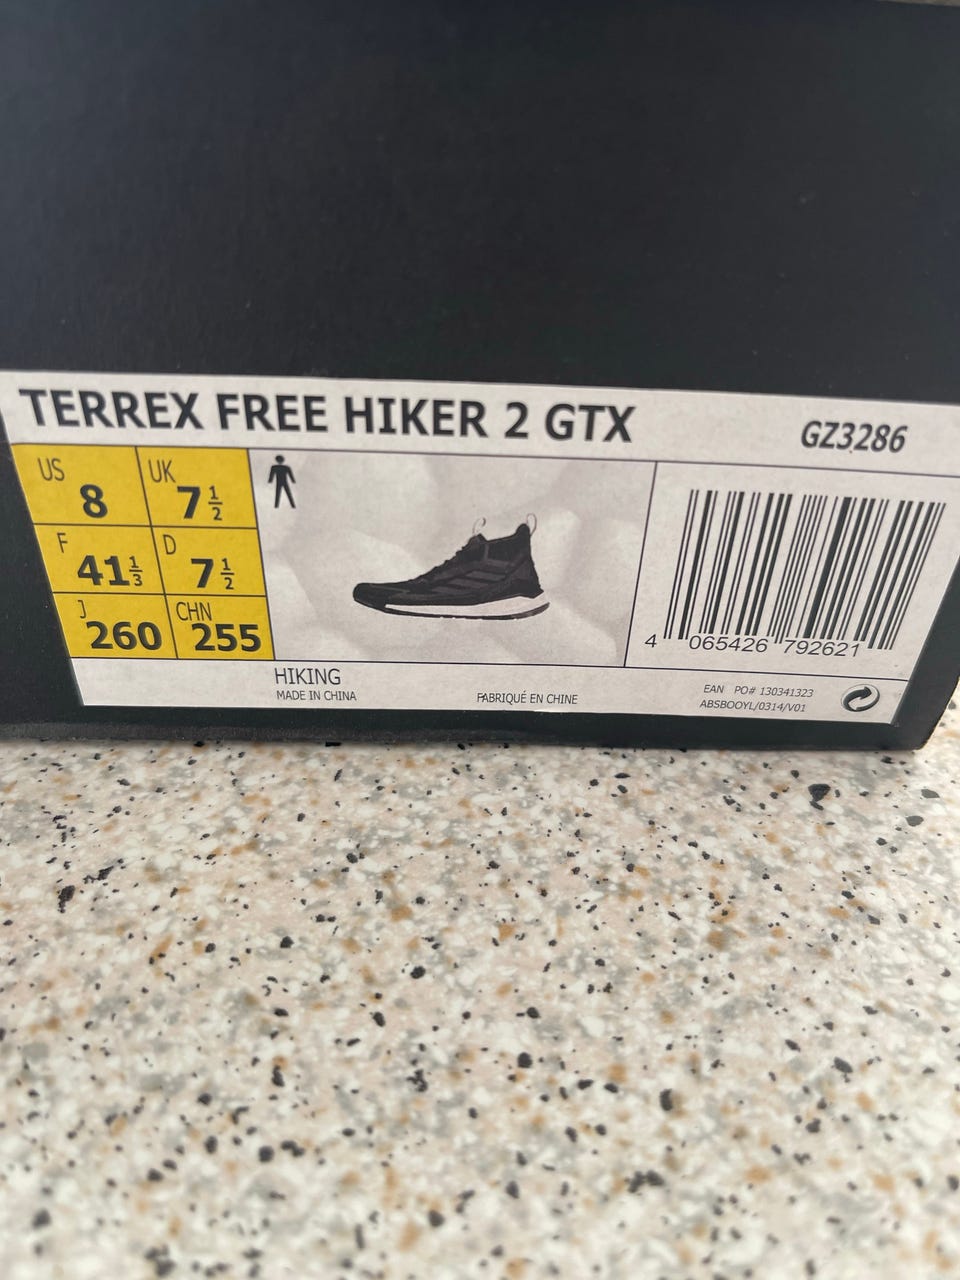 TERREX FREE HIKER 2 GTX
GZ3286
US 8
UK 7 1/2
F 41 1/3
D 7 1/2
J 260
CHN 255
4 065426 792621
HIKING
MADE IN CHINA
FABRIQUÉ EN CHINE
EAN PO# 130341323
ABSBOOYL/0314/V01